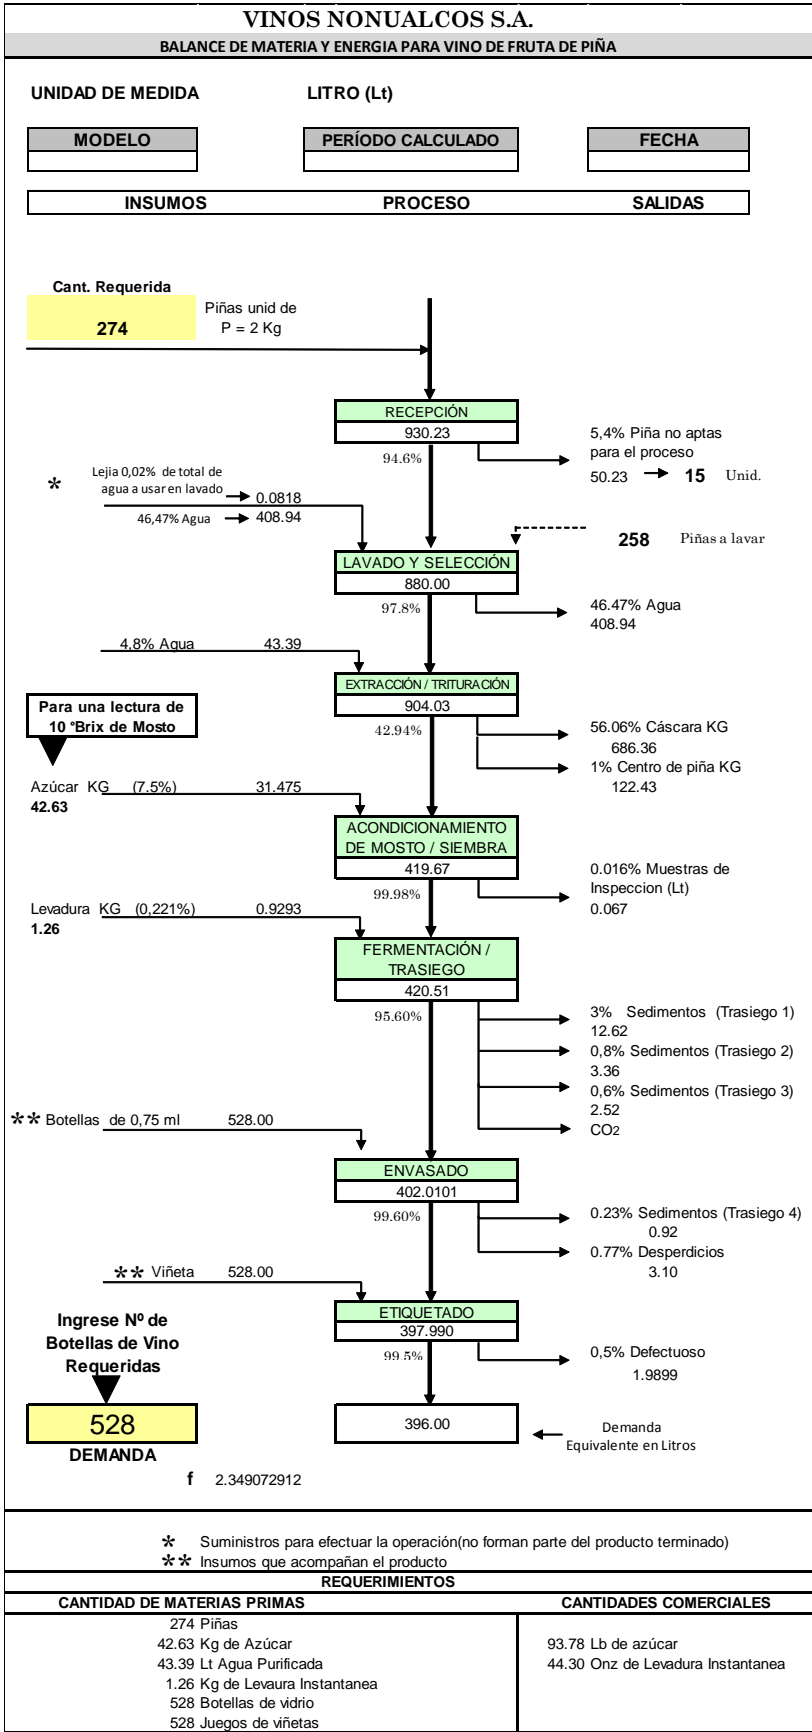 VINOS NONUALCOS S.A.
BALANCE DE MATERIA Y ENERGIA PARA VINO DE FRUTA DE PIÑA
UNIDAD DE MEDIDA LITRO (Lt)
MODELO PERÍODO CALCULADO FECHA
INSUMOS PROCESO SALIDAS
Cant. Requerida
274
Piñas unid de
P = 2 Kg
RECEPCIÓN
930.23
94.6%
5,4% Piña no aptas
para el proceso
50.23 15 Unid.
*
Lejia 0,02% de total de
agua a usar en lavado 0.0818
46,47% Agua 408.94
258 Piñas a lavar
LAVADO Y SELECCIÓN
880.00
97.8%
46.47% Agua
408.94
4,8% Agua 43.39
EXTRACCIÓN / TRITURACIÓN
904.03
42.94%
56.06% Cáscara KG
686.36
1% Centro de piña KG
122.43
Para una lectura de
10 °Brix de Mosto
Azúcar KG (7.5%) 31.475
42.63
ACONDICIONAMIENTO
DE MOSTO / SIEMBRA
419.67
99.98%
0.016% Muestras de
Inspeccion (Lt)
0.067
Levadura KG (0,221%) 0.9293
1.26
FERMENTACIÓN /
TRASIEGO
420.51
95.60%
3% Sedimentos (Trasiego 1)
12.62
0,8% Sedimentos (Trasiego 2)
3.36
0,6% Sedimentos (Trasiego 3)
2.52
CO2
** Botellas de 0,75 ml 528.00
ENVASADO
402.0101
99.60%
0.23% Sedimentos (Trasiego 4)
0.92
0.77% Desperdicios
3.10
** Viñeta 528.00
ETIQUETADO
397.990
99.5%
0,5% Defectuoso
1.9899
Ingrese Nº de
Botellas de Vino
Requeridas
528
DEMANDA
396.00
Demanda
Equivalente en Litros
f 2.349072912
* Suministros para efectuar la operación(no forman parte del producto terminado)
** Insumos que acompañan el producto
REQUERIMIENTOS
CANTIDAD DE MATERIAS PRIMAS CANTIDADES COMERCIALES
274 Piñas
42.63 Kg de Azúcar 93.78 Lb de azúcar
43.39 Lt Agua Purificada 44.30 Onz de Levadura Instantanea
1.26 Kg de Levaura Instantanea
528 Botellas de vidrio
528 Juegos de viñetas